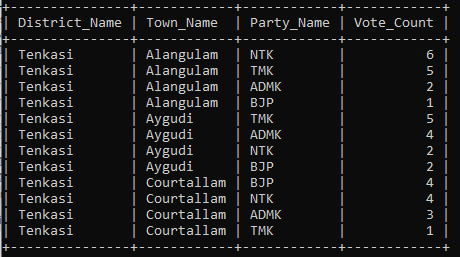 +---------------+------------+------------+------------+
| District_Name | Town_Name  | Party_Name | Vote_Count |
+---------------+------------+------------+------------+
| Tenkasi       | Alangulam  | NTK        |          6 |
| Tenkasi       | Alangulam  | TMK        |          5 |
| Tenkasi       | Alangulam  | ADMK       |          2 |
| Tenkasi       | Alangulam  | BJP        |          1 |
| Tenkasi       | Aygudi     | TMK        |          5 |
| Tenkasi       | Aygudi     | ADMK       |          4 |
| Tenkasi       | Aygudi     | NTK        |          2 |
| Tenkasi       | Aygudi     | BJP        |          2 |
| Tenkasi       | Courtallam | BJP        |          4 |
| Tenkasi       | Courtallam | NTK        |          4 |
| Tenkasi       | Courtallam | ADMK       |          3 |
| Tenkasi       | Courtallam | TMK        |          1 |
+---------------+------------+------------+------------+